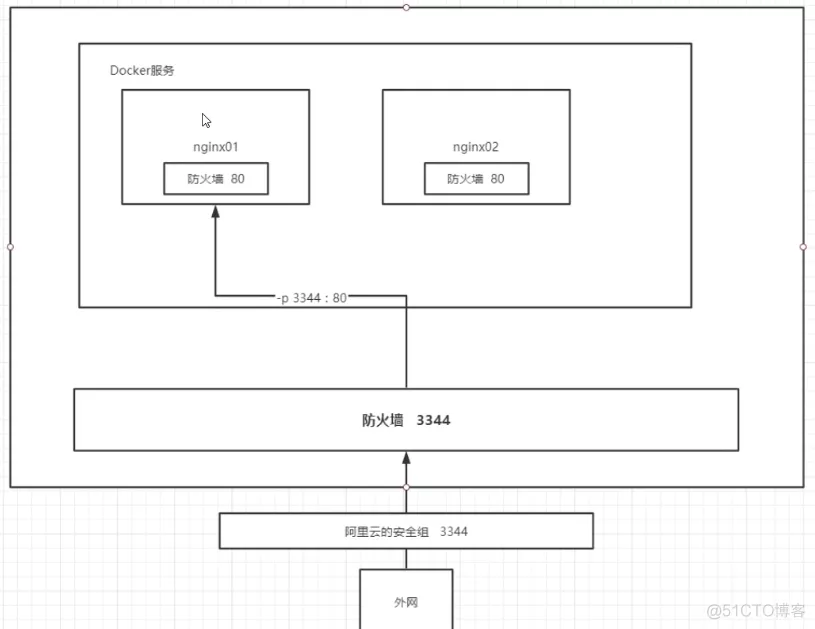 Docker服务
nginx01
nginx02
防火墙 80
防火墙 80
-p 3344：80
防火墙 3344
阿里云的安全组 3344
外网
@51CTO博客